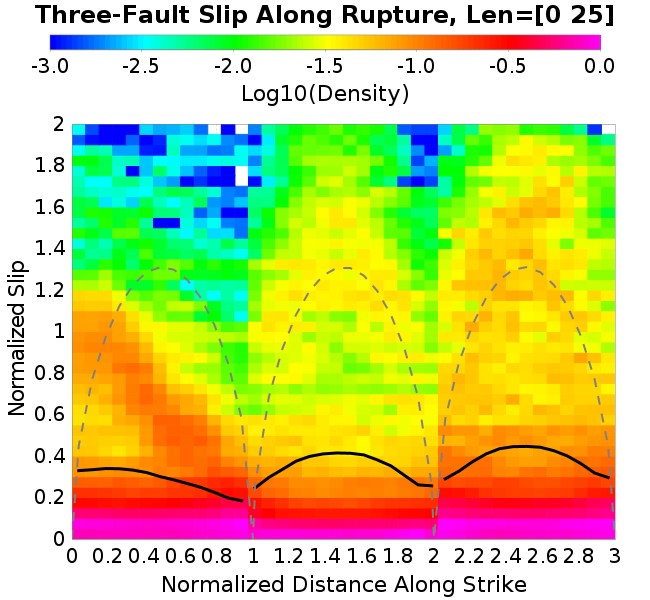 Three-Fault Slip Along Rupture, Len=[0 25]
-3.0 -2.5 -2.0 -1.5 -1.0 -0.5 0.0
Log10(Density)
Normalized Slip
2
1.8
1.6
1.4
1.2
1
0.8
0.6
0.4
0.2
0
0 0.2 0.4 0.6 0.8 1 1.2 1.4 1.6 1.8 2 2.2 2.4 2.6 2.8 3
Normalized Distance Along Strike